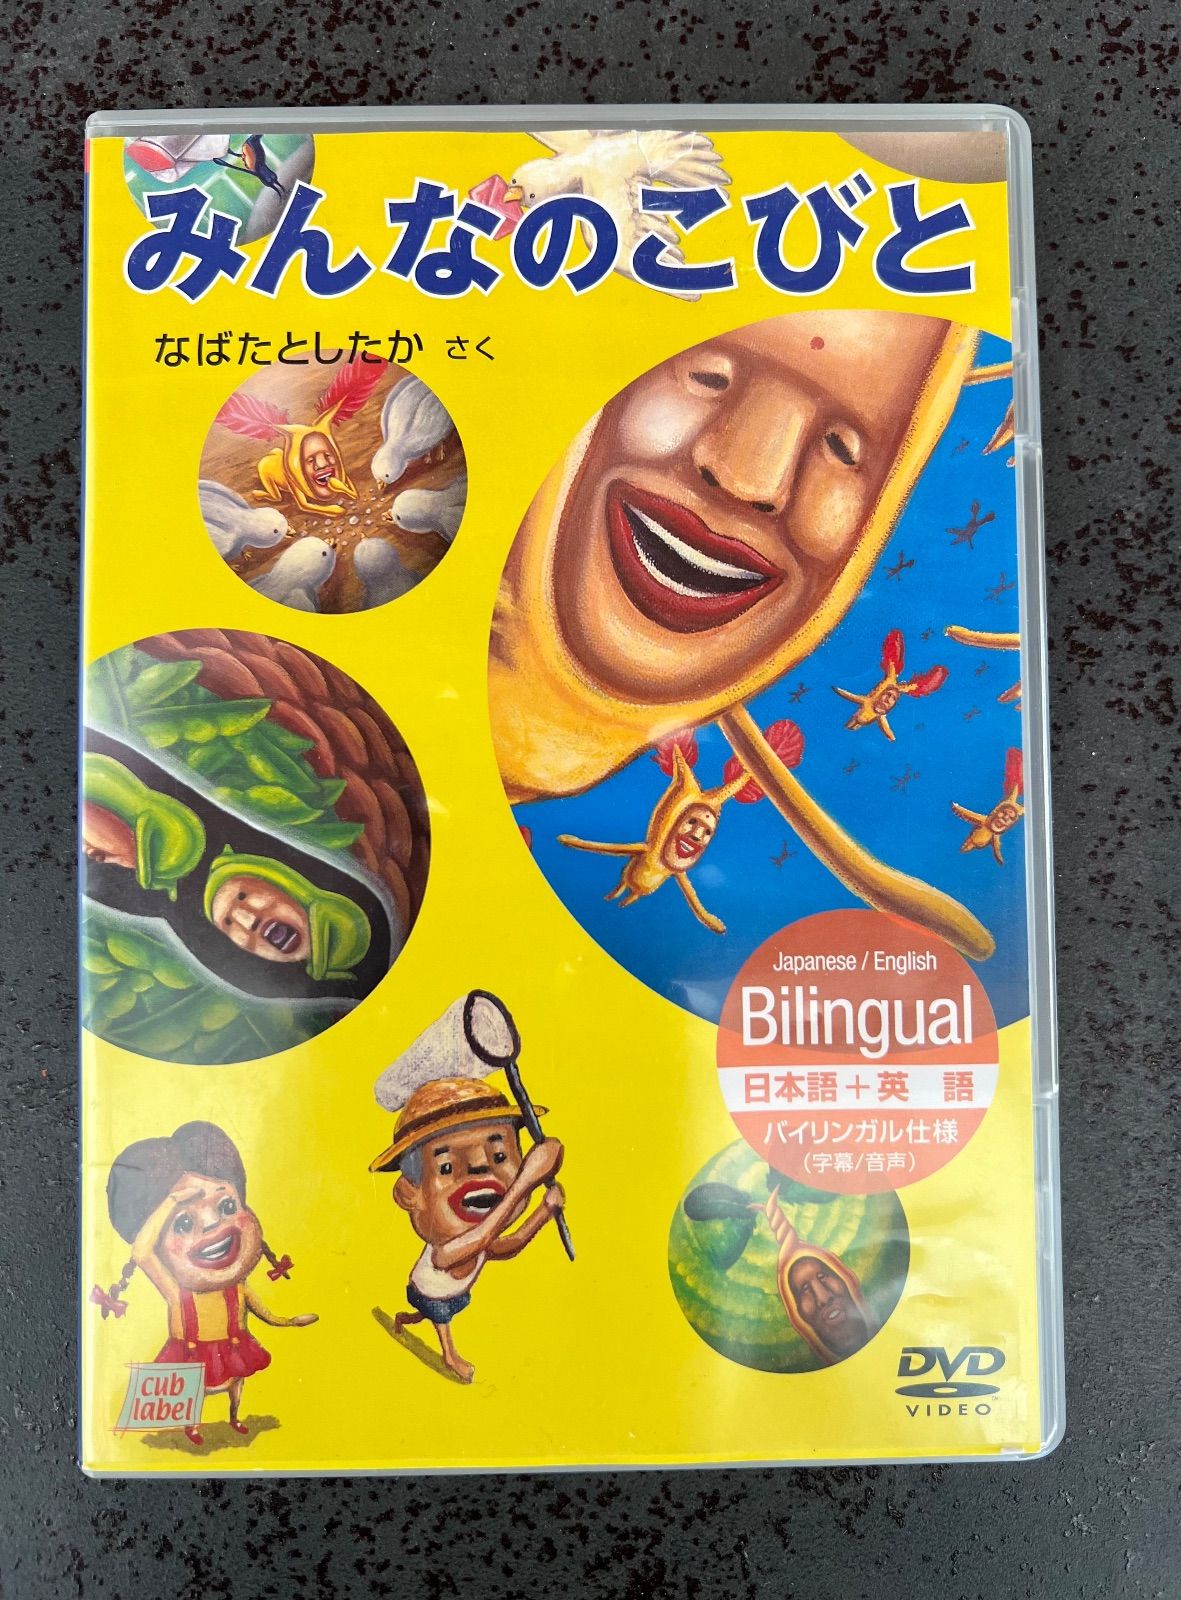 みんなのこびと
なばたとしたか さく
Japanese / English
Bilingual
日本語＋英 語
バイリンガル仕様
(字幕/音声)
cub
label
DVD
VIDEO